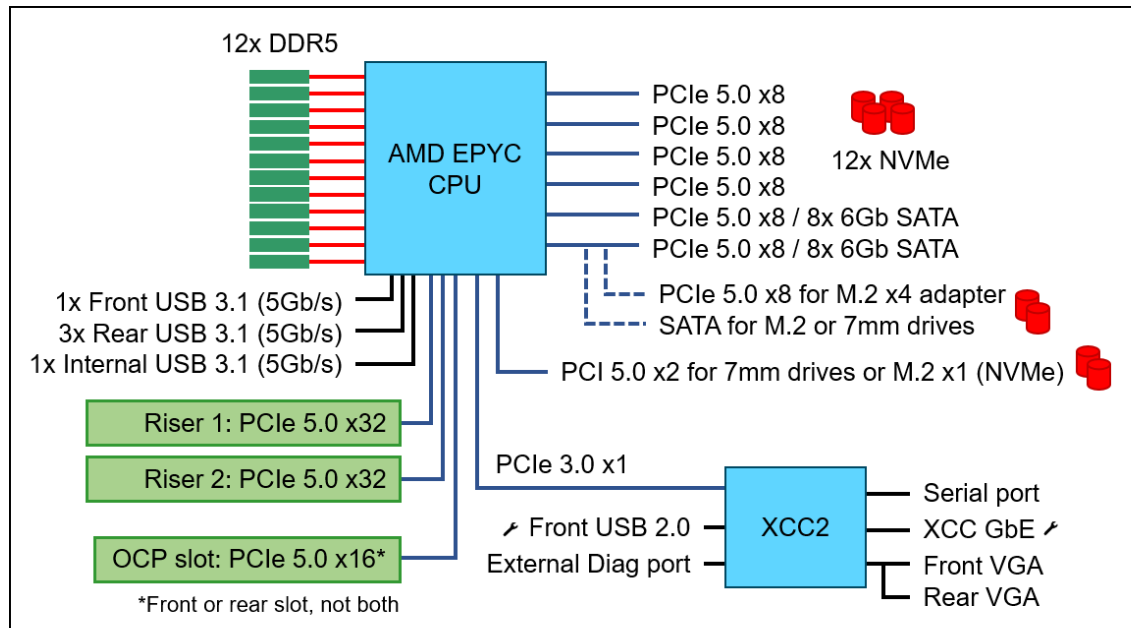 12x DDR5
AMD EPYC
CPU
PCIe 5.0 x8
PCIe 5.0 x8
PCIe 5.0 x8
PCIe 5.0 x8
PCIe 5.0 x8 / 8x 6Gb SATA
PCIe 5.0 x8 / 8x 6Gb SATA
12x NVMe
PCIe 5.0 x8 for M.2 x4 adapter
SATA for M.2 or 7mm drives
PCI 5.0 x2 for 7mm drives or M.2 x1 (NVMe)
1x Front USB 3.1 (5Gb/s)
3x Rear USB 3.1 (5Gb/s)
1x Internal USB 3.1 (5Gb/s)
Riser 1: PCIe 5.0 x32
Riser 2: PCIe 5.0 x32
OCP slot: PCIe 5.0 x16*
*Front or rear slot, not both
PCIe 3.0 x1
Front USB 2.0
External Diag port
XCC2
Serial port
XCC GbE
Front VGA
Rear VGA